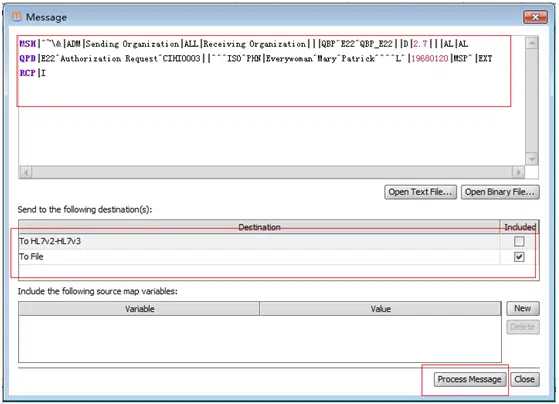 Message
MSH|^~\&|ADM|Sending Organization|ALL|Receiving Organization|||QBP^E22^QBP_E22||D|2.7|||AL|AL
QPD|E22^Authorization Request^CIHI0003||^^^ISO^PHN|Everywoman^Mary^Patrick^^^^L^|19680120|MSP^|EXT
RCP|I
Open Text File... Open Binary File...
Send to the following destination(s):
Destination Included
To HL7v2-HL7v3
To File
Include the following source map variables:
Variable Value New
Delete
Process Message Close